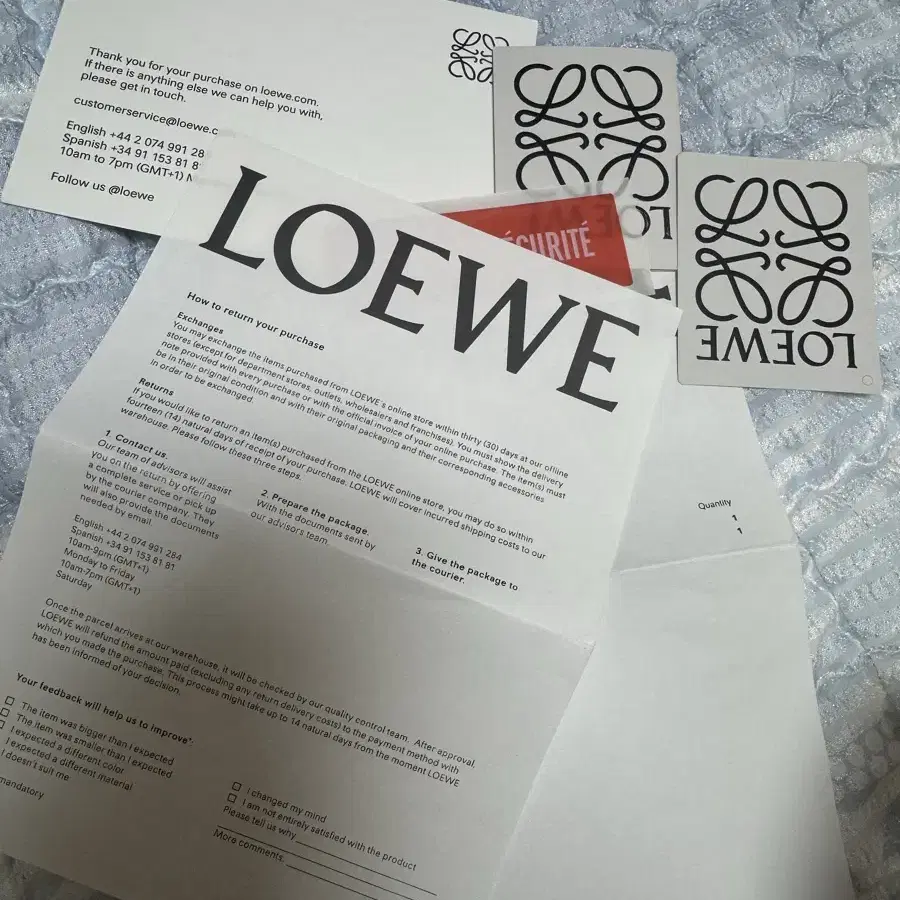 Thank you for your purchase on loewe.com.
If there is anything else we can help you with,
please get in touch.
customerservice@loewe.c
English +44 2 074 991 28
Spanish +34 91 153 81 8
10am to 7pm (GMT+1) M
Follow us @loewe
LOEWE
LOEWE
SÉCURITÉ
LOEWE
How to return your purchase
Exchanges
You may exchange the items purchased from LOEWE's online store within thirty (30) days at our offline
stores (except for department stores, outlets, wholesalers and franchises). You must show the delivery
note provided with every purchase or with the official invoice of your online purchase. The item(s) must
be in their original condition and with their original packaging and their corresponding accessories
in order to be exchanged.
Returns
If you would like to return an item(s) purchased from the LOEWE online store, you may do so within
fourteen (14) natural days of receipt of your purchase. LOEWE will cover incurred shipping costs to our
warehouse. Please follow these three steps.
1. Contact us.
Our team of advisors will assist
you on the return by offering
a complete service or pick up
by the courier company. They
will also provide the documents
needed by email.
English +44 2 074 991 284
Spanish +34 91 153 81 81
10am-9pm (GMT+1)
Monday to Friday
10am-7pm (GMT+1)
Saturday
2. Prepare the package.
With the documents sent by
our advisors team.
3. Give the package to
the courier.
Quantity
1
1
Once the parcel arrives at our warehouse, it will be checked by our quality control team. After approval,
LOEWE will refund the amount paid (excluding any return delivery costs) to the payment method with
which you made the purchase. This process might take up to 14 natural days from the moment LOEWE
has been informed of your decision.
Your feedback will help us to improve*:
The item was bigger than I expected
The item was smaller than I expected
I expected a different color
I expected a different material
I doesn't suit me
mandatory
I changed my mind
I am not entirely satisfied with the product
Please tell us why
More comments: